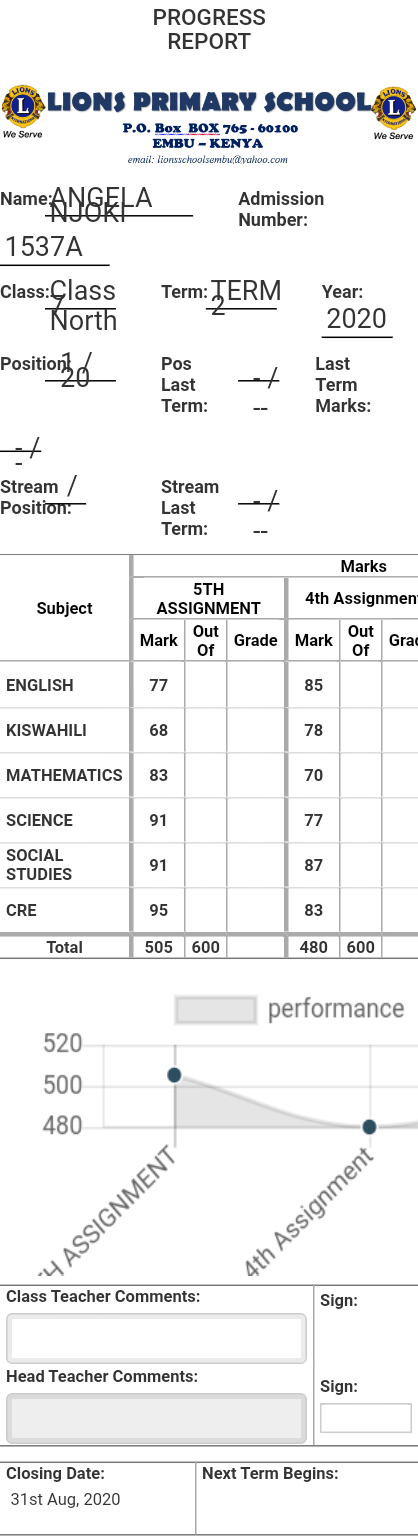 PROGRESS
REPORT
LIONS PRIMARY SCHOOL
We Serve
We Serve
P.O. Box BOX 765 - 60100
EMBU – KENYA
email: lionsschoolsembu@yahoo.com
Name: ANGELA
NJOKI
Admission
Number:
1537A
Class: Class
7
North
Term: TERM
2
Year:
2020
Position: 1 /
20
Pos
Last
Term:
- /
--
Last
Term
Marks:
- /
-
Stream
Position:
/
Stream
Last
Term:
- /
--
Subject Marks
5TH
ASSIGNMENT
4th Assignment
Mark Out
Of Grade Mark Out
Of Grad
ENGLISH 77 85
KISWAHILI 68 78
MATHEMATICS 83 70
SCIENCE 91 77
SOCIAL
STUDIES 91 87
CRE 95 83
Total 505 600 480 600
performance
520
500
480
TH ASSIGNMENT
4th Assignment
Class Teacher Comments:
Sign:
Head Teacher Comments:
Sign:
Closing Date:
31st Aug, 2020
Next Term Begins: